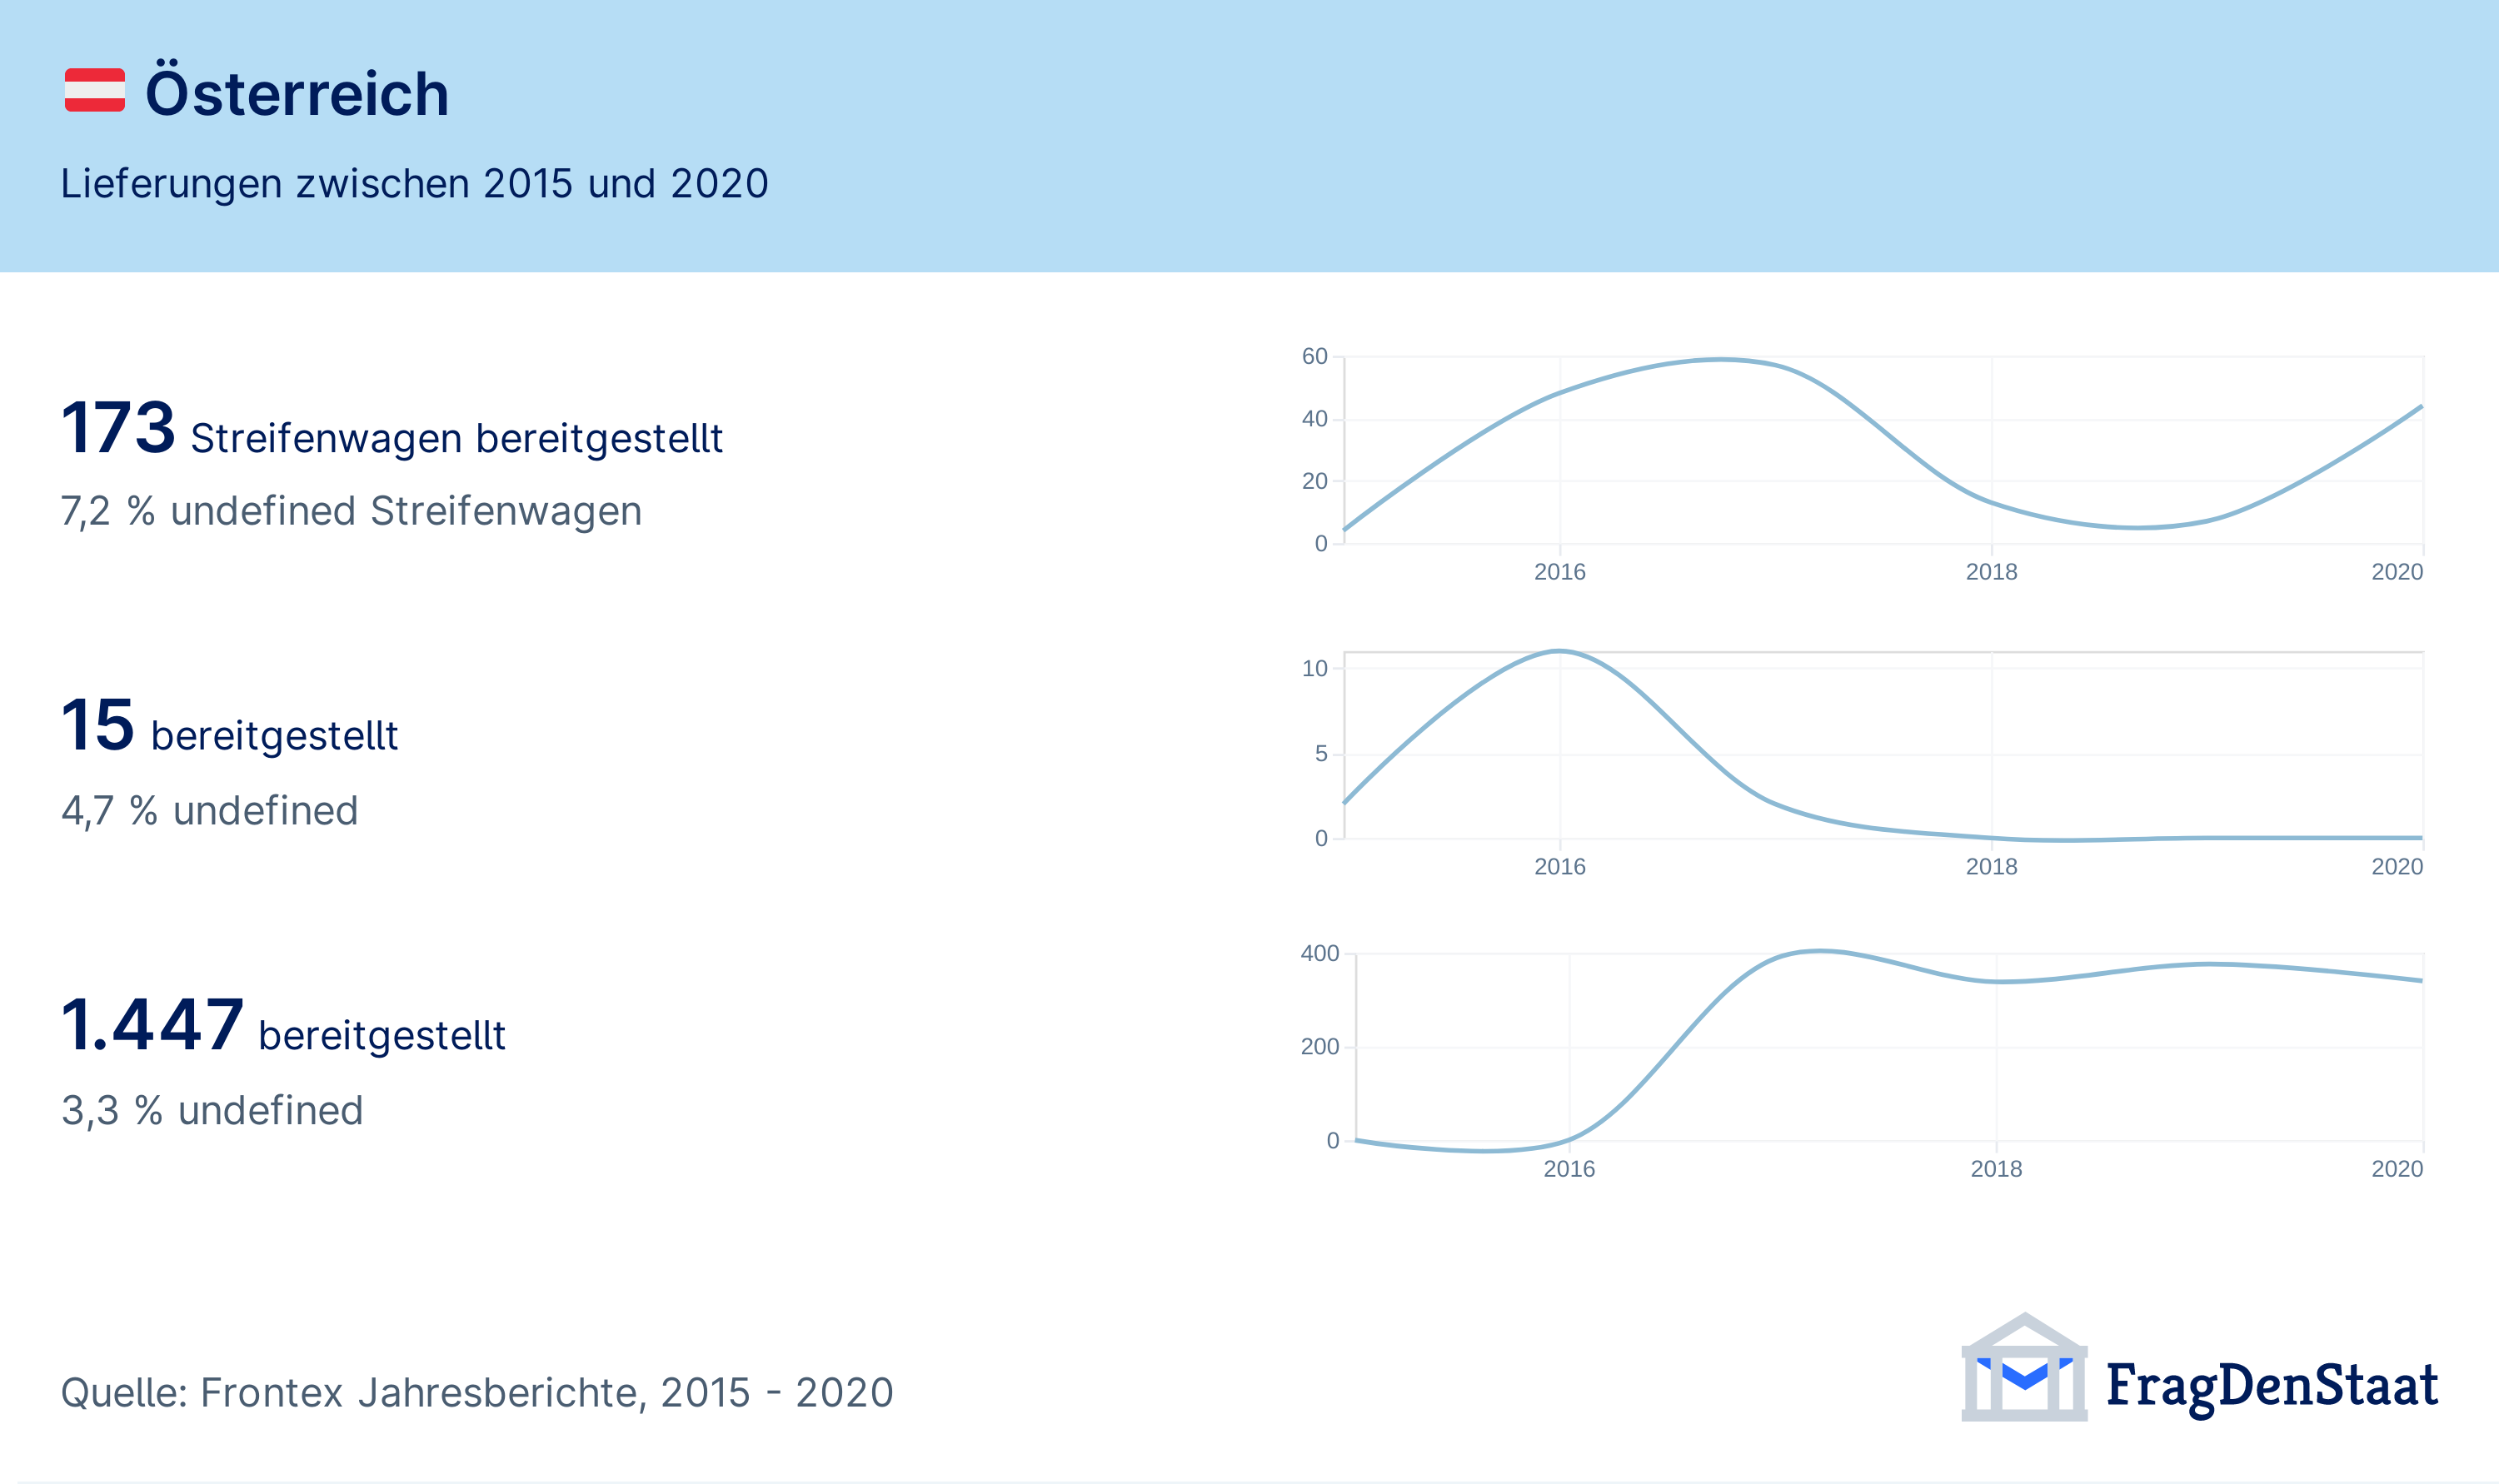 Österreich
Lieferungen zwischen 2015 und 2020
173 Streifenwagen bereitgestellt
7,2 % undefined Streifenwagen
60
40
20
0
2016 2018 2020
15 bereitgestellt
4,7 % undefined
10
5
0
2016 2018 2020
1.447 bereitgestellt
3,3 % undefined
400
200
0
2016 2018 2020
Quelle: Frontex Jahresberichte, 2015 - 2020
FragDenStaat